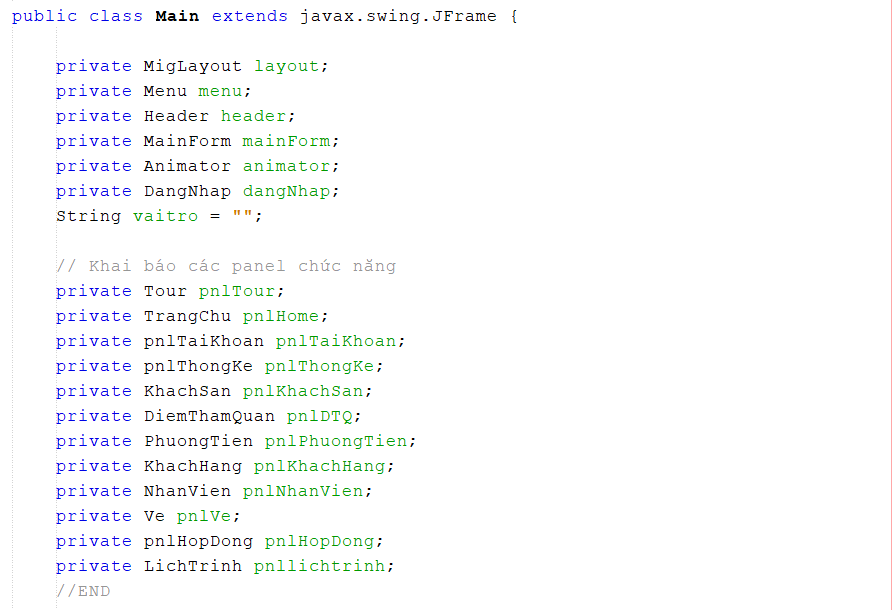 public class Main extends javax.swing.JFrame {
private MigLayout layout;
private Menu menu;
private Header header;
private MainForm mainForm;
private Animator animator;
private DangNhap dangNhap;
String vaitro = "";
// Khai báo các panel chức năng
private Tour pnlTour;
private TrangChu pnlHome;
private pnlTaiKhoan pnlTaiKhoan;
private pnlThongKe pnlThongKe;
private KhachSan pnlKhachSan;
private DiemThamQuan pnlDTQ;
private PhuongTien pnlPhuongTien;
private KhachHang pnlKhachHang;
private NhanVien pnlNhanVien;
private Ve pnlVe;
private pnlHopDong pnlHopDong;
private LichTrinh pnllichtrinh;
//END